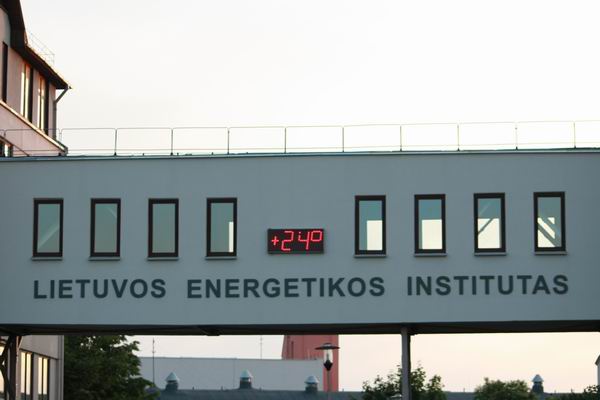 +24°
LIETUVOS ENERGETIKOS INSTITUTAS